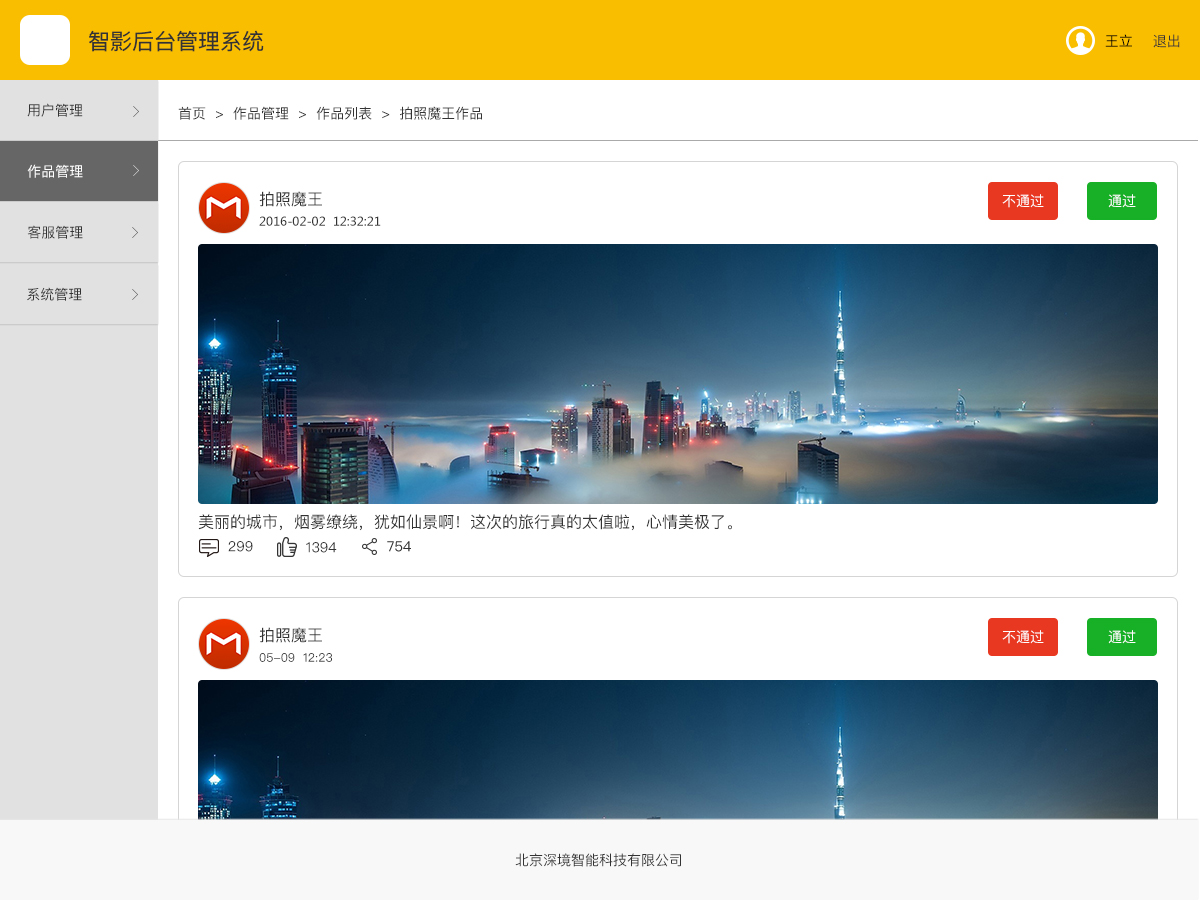 智影后台管理系统
王立 退出
用户管理
作品管理
客服管理
系统管理
首页 > 作品管理 > 作品列表 > 拍照魔王作品
拍照魔王
2016-02-02 12:32:21
不通过 通过
美丽的城市，烟雾缭绕，犹如仙景啊！这次的旅行真的太值啦，心情美极了。
299 1394 754
拍照魔王
05-09 12:23
不通过 通过
北京深境智能科技有限公司